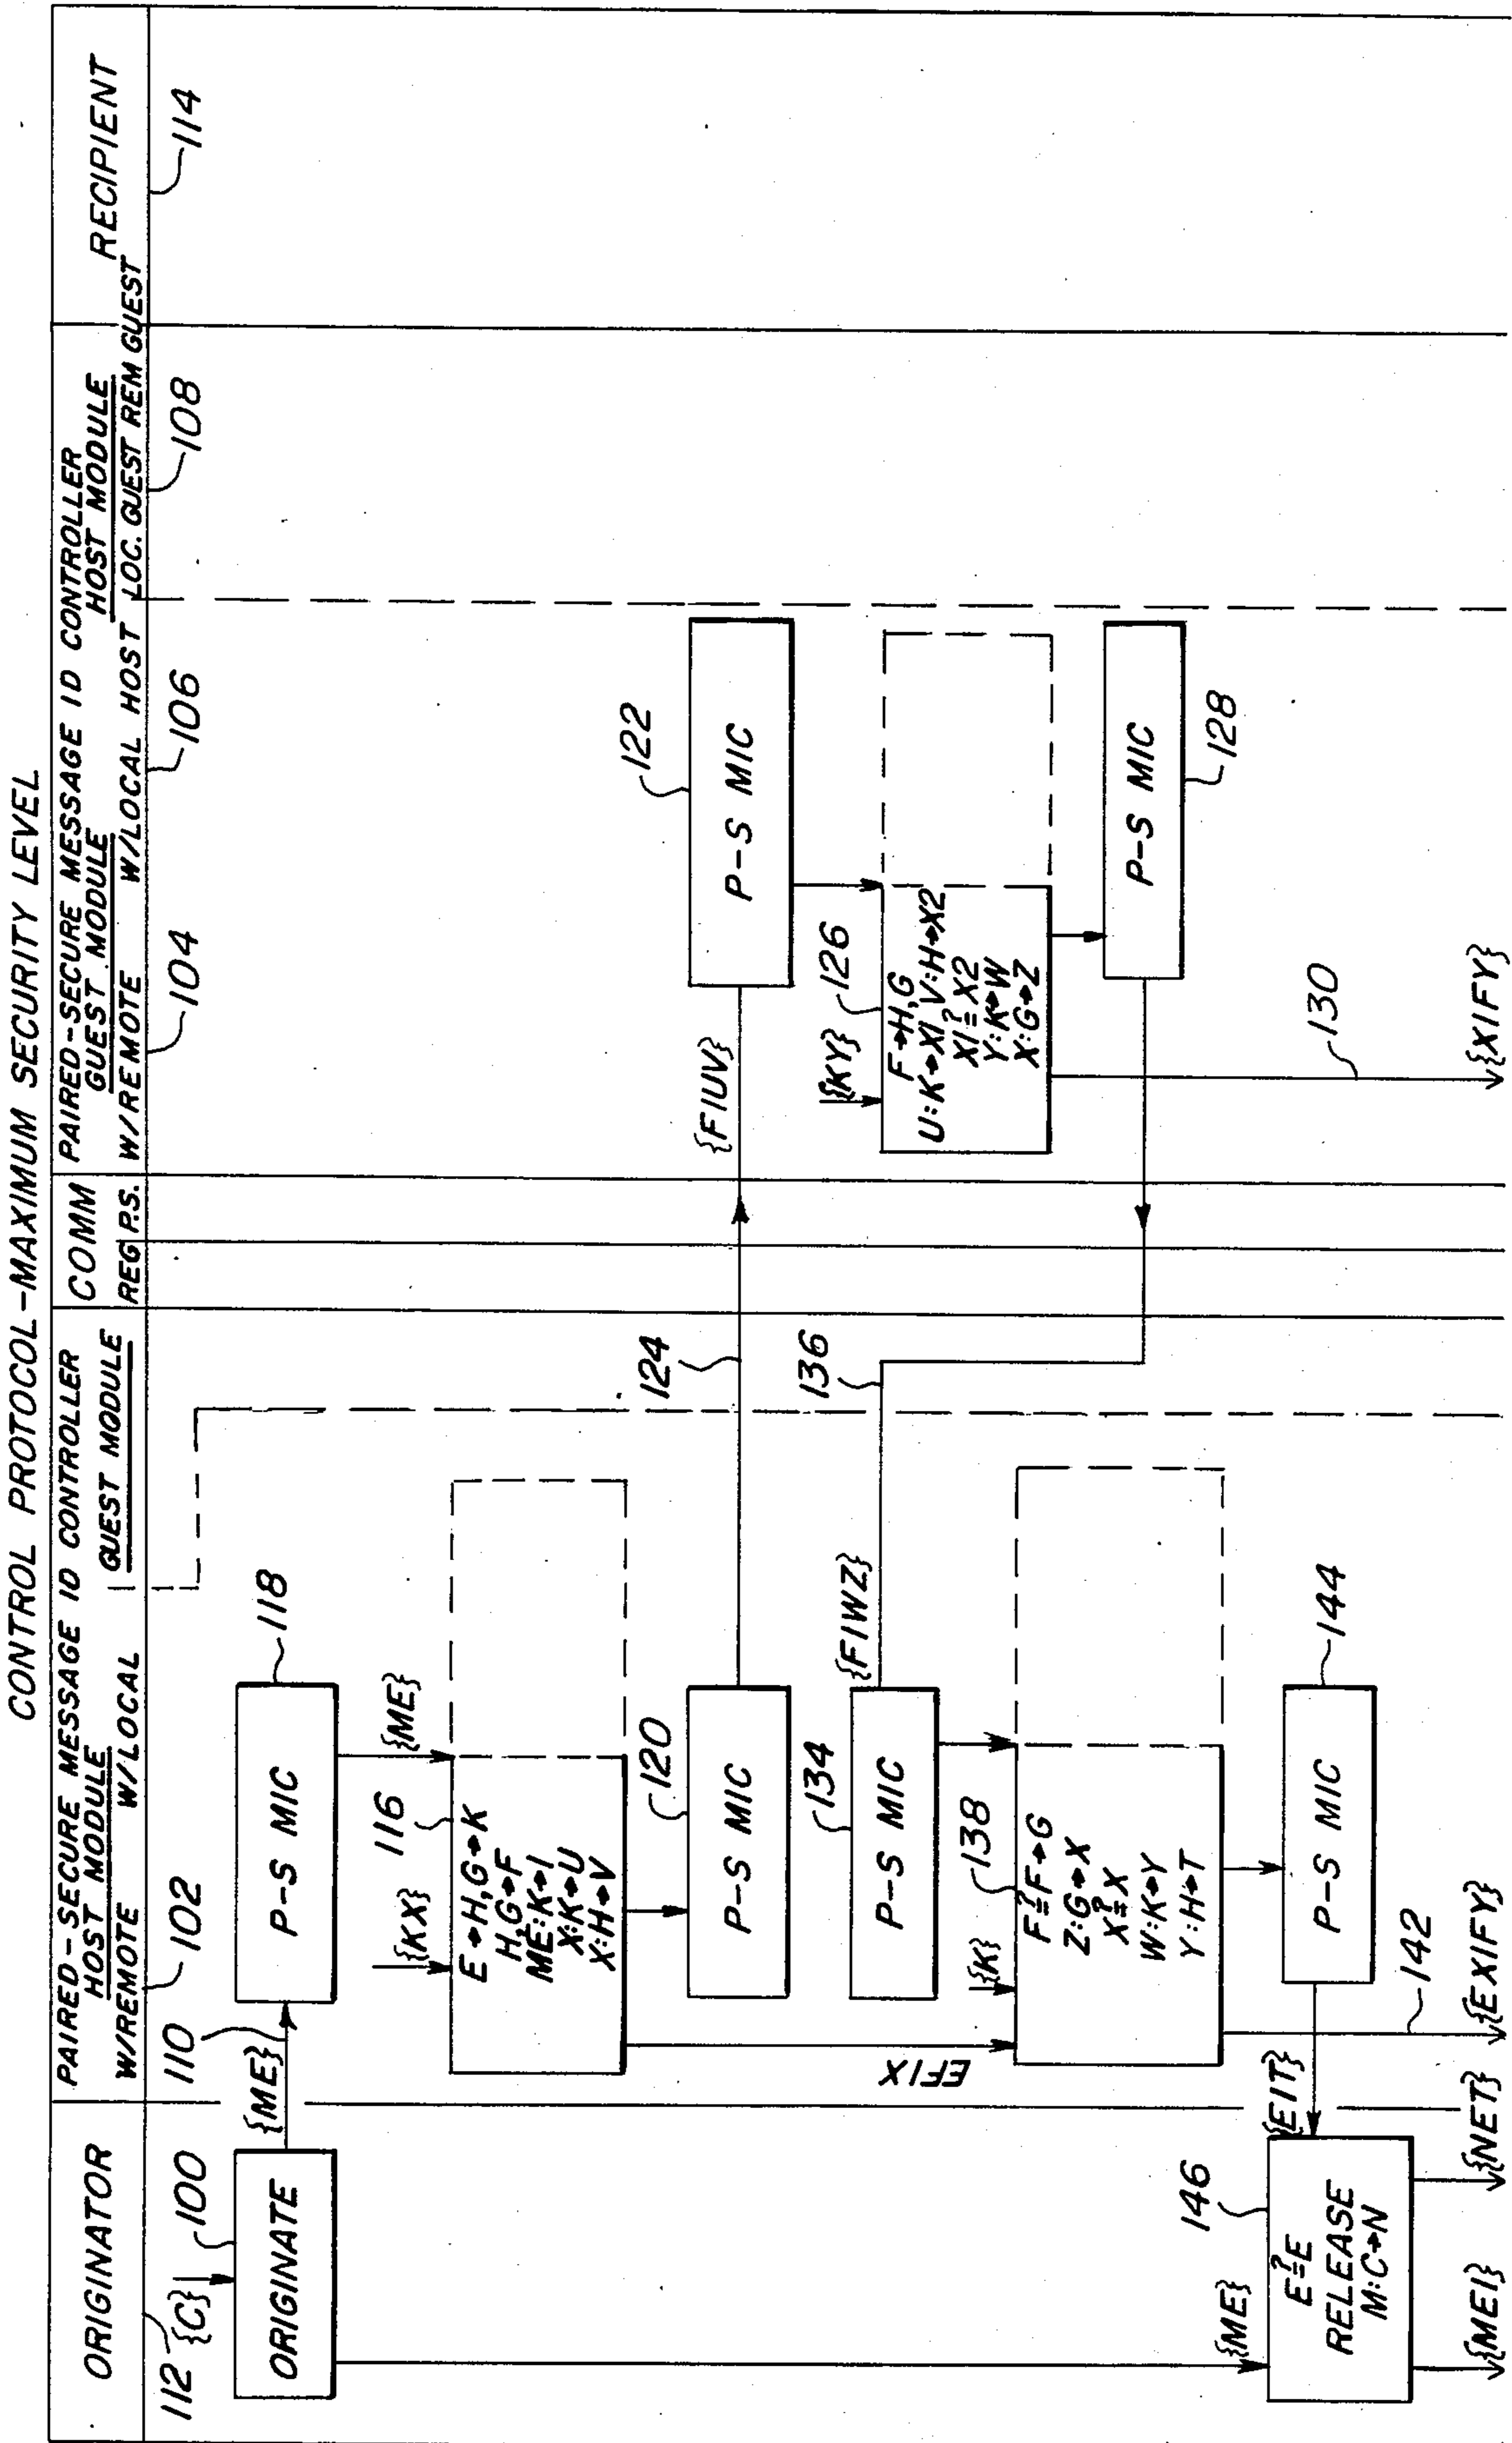 CONTROL PROTOCOL-MAXIMUM SECURITY LEVEL
ORIGINATOR
PAIRED-SECURE MESSAGE ID CONTROLLER
HOST MODULE
W/REMOTE W/LOCAL
GUEST MODULE
COMM
REG P.S.
PAIRED-SECURE MESSAGE ID CONTROLLER
GUEST MODULE
HOST MODULE
W/REMOTE W/LOCAL HOST LOC. GUEST REM GUEST
RECIPIENT
112
102
104
106
108
114
{C}
100
ORIGINATE
{ME}
110
P-S MIC
118
{KX}
116
{ME}
E→H,G→K
H,G→F
ME:K→I
X:K→U
X:H→V
120
P-S MIC
124
{FIUV}
122
P-S MIC
{KY}
126
F→H,G
U:K→X1 V:H→X2
X1≟X2
Y:K→W
X:G→Z
P-S MIC
128
130
{XIFY}
134
P-S MIC
{FIWZ}
136
EFIX
{K}
138
F≟F→G
Z:G→X
X≟X
W:K→Y
Y:H→T
P-S MIC
144
142
{EXIFY}
{EIT}
{ME}
146
E≟E
RELEASE
M:C→N
{MEI}
{NET}